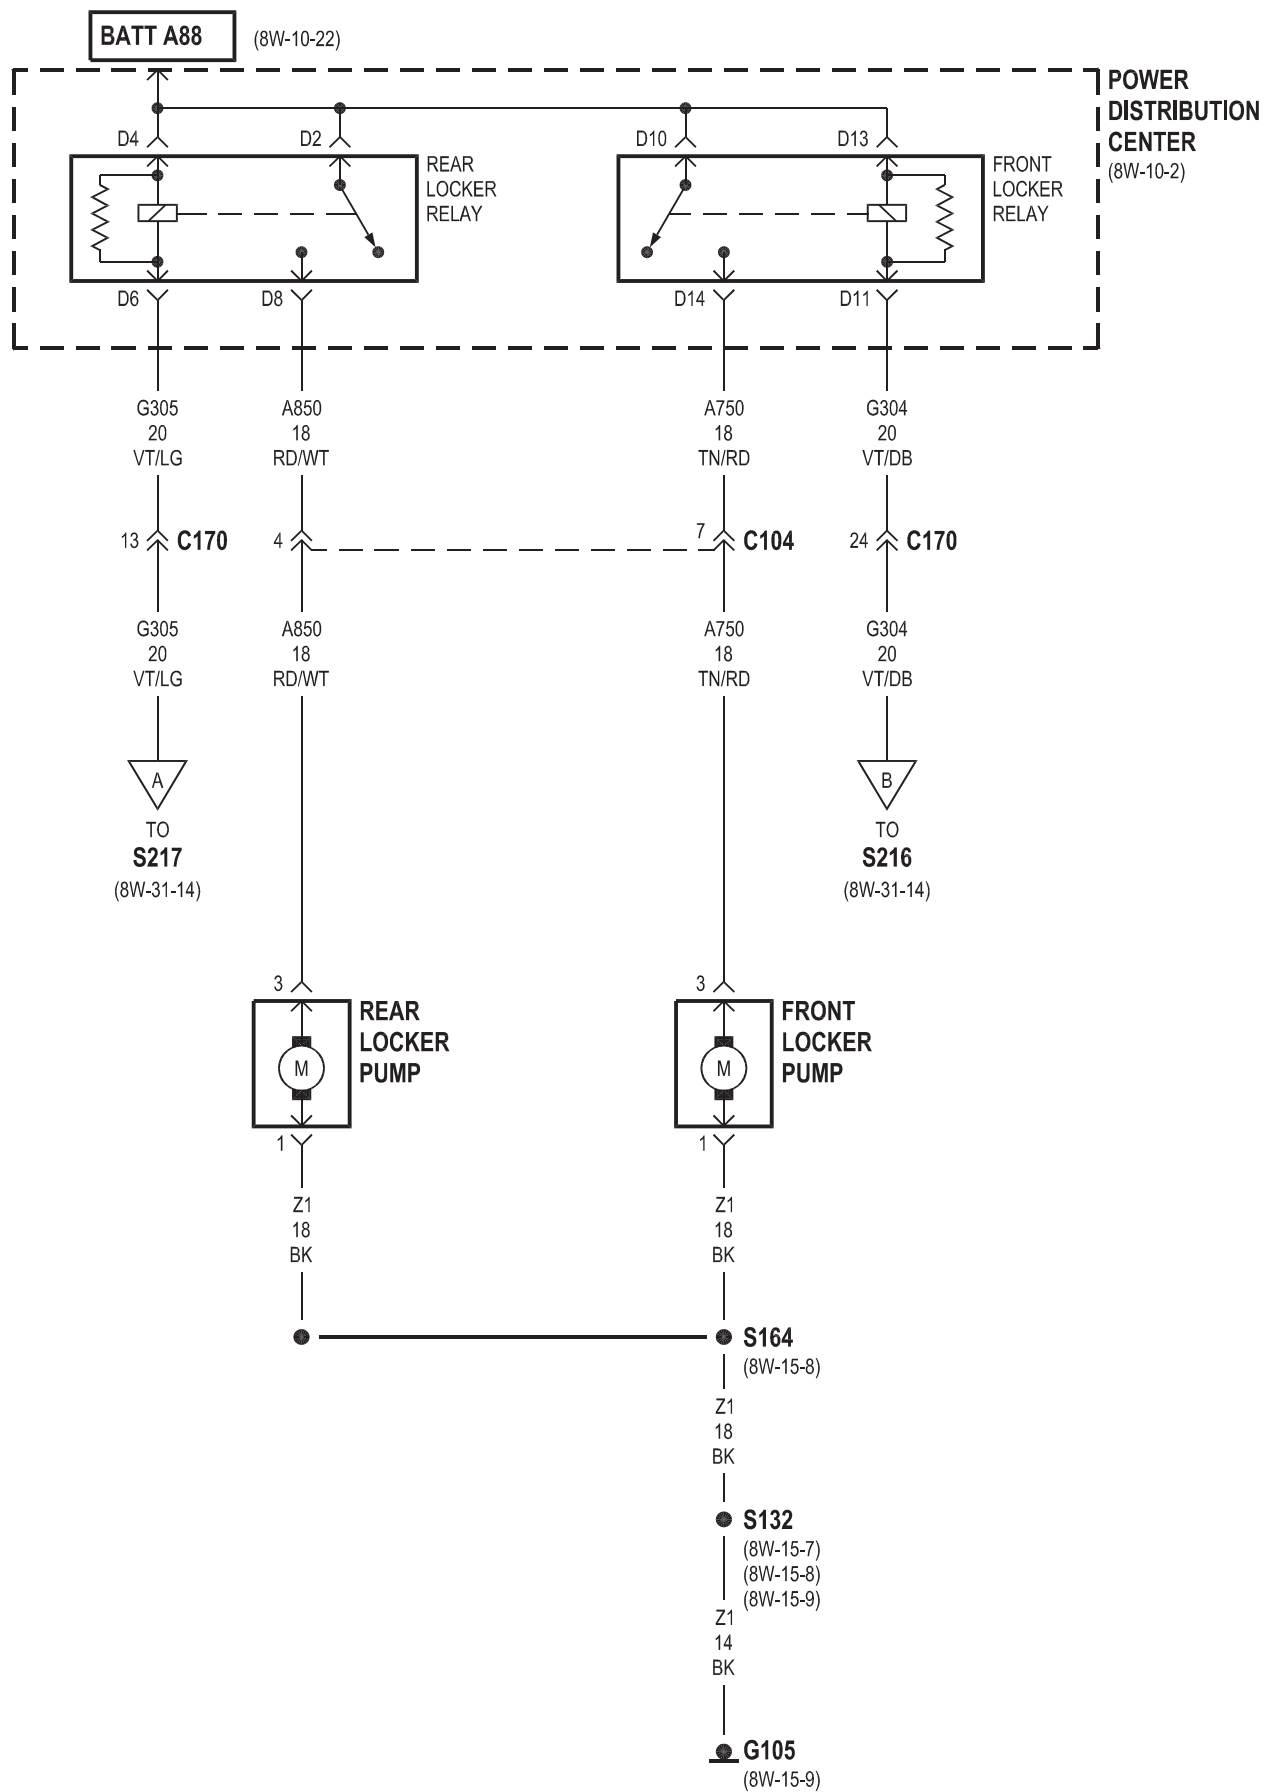 BATT A88
(8W-10-22)
POWER
DISTRIBUTION
CENTER
(8W-10-2)
D4
D2
D10
D13
REAR
LOCKER
RELAY
FRONT
LOCKER
RELAY
D6
D8
D14
D11
G305
20
VT/LG
A850
18
RD/WT
A750
18
TN/RD
G304
20
VT/DB
13
C170
4
7
C104
24
C170
G305
20
VT/LG
A850
18
RD/WT
A750
18
TN/RD
G304
20
VT/DB
A
TO
S217
(8W-31-14)
B
TO
S216
(8W-31-14)
3
REAR
LOCKER
PUMP
M
1
3
FRONT
LOCKER
PUMP
M
1
Z1
18
BK
Z1
18
BK
S164
(8W-15-8)
Z1
18
BK
S132
(8W-15-7)
(8W-15-8)
(8W-15-9)
Z1
14
BK
G105
(8W-15-9)